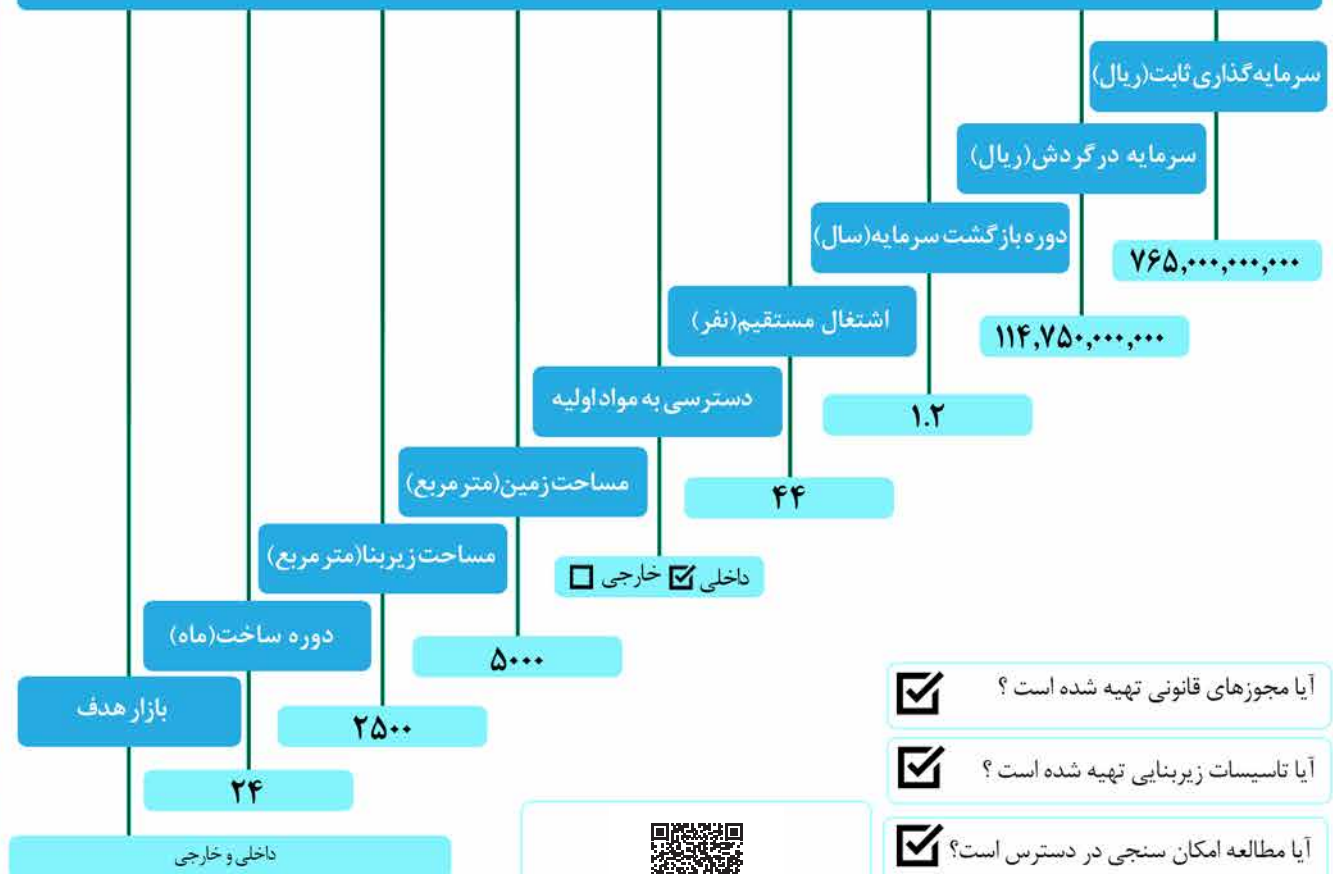 سرمایه‌گذاری ثابت(ریال)
۷۶۵,۰۰۰,۰۰۰,۰۰۰
سرمایه در گردش(ریال)
۱۱۴,۷۵۰,۰۰۰,۰۰۰
دوره بازگشت سرمایه(سال)
۱.۲
اشتغال مستقیم(نفر)
۴۴
دسترسی به مواد اولیه
داخلی ☑ خارجی ☐
مساحت زمین(متر مربع)
۵۰۰۰
مساحت زیربنا(متر مربع)
۲۵۰۰
دوره ساخت(ماه)
۲۴
بازار هدف
داخلی و خارجی
آیا مجوزهای قانونی تهیه شده است ؟ ☑
آیا تاسیسات زیربنایی تهیه شده است ؟ ☑
آیا مطالعه امکان سنجی در دسترس است؟ ☑